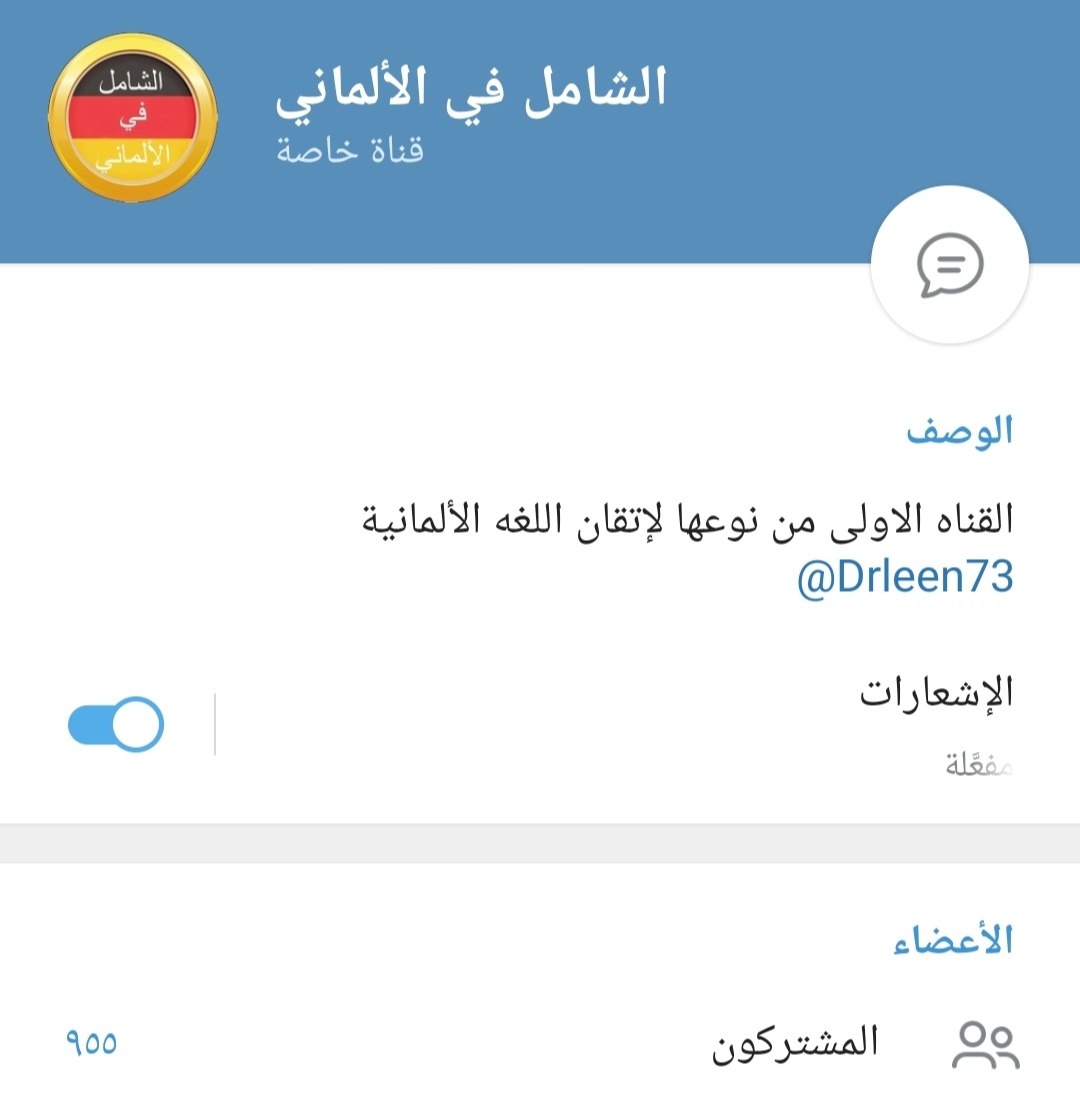 الشامل
في
الألماني
الشامل في الألماني
قناة خاصة
الوصف
القناه الاولى من نوعها لإتقان اللغه الألمانية
@Drleen73
الإشعارات
مفعَّلة
الأعضاء
المشتركون
٩٥٥